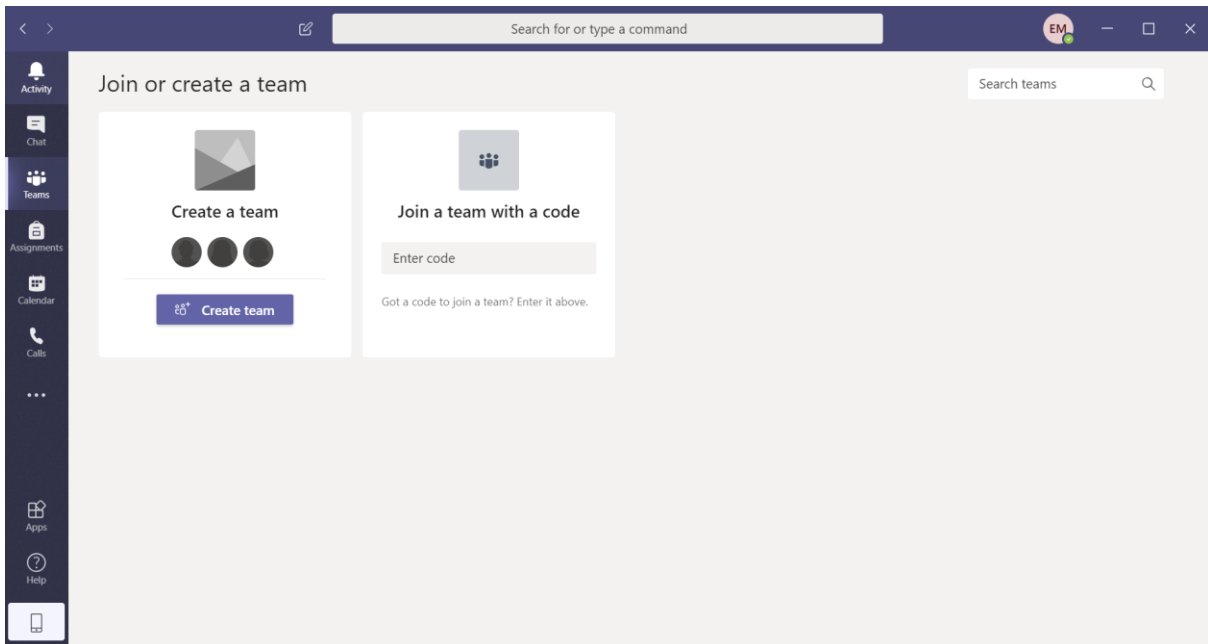 Search for or type a command
EM
Activity
Chat
Teams
Assignments
Calendar
Calls
Apps
Help
Join or create a team
Search teams
Create a team
Create team
Join a team with a code
Enter code
Got a code to join a team? Enter it above.